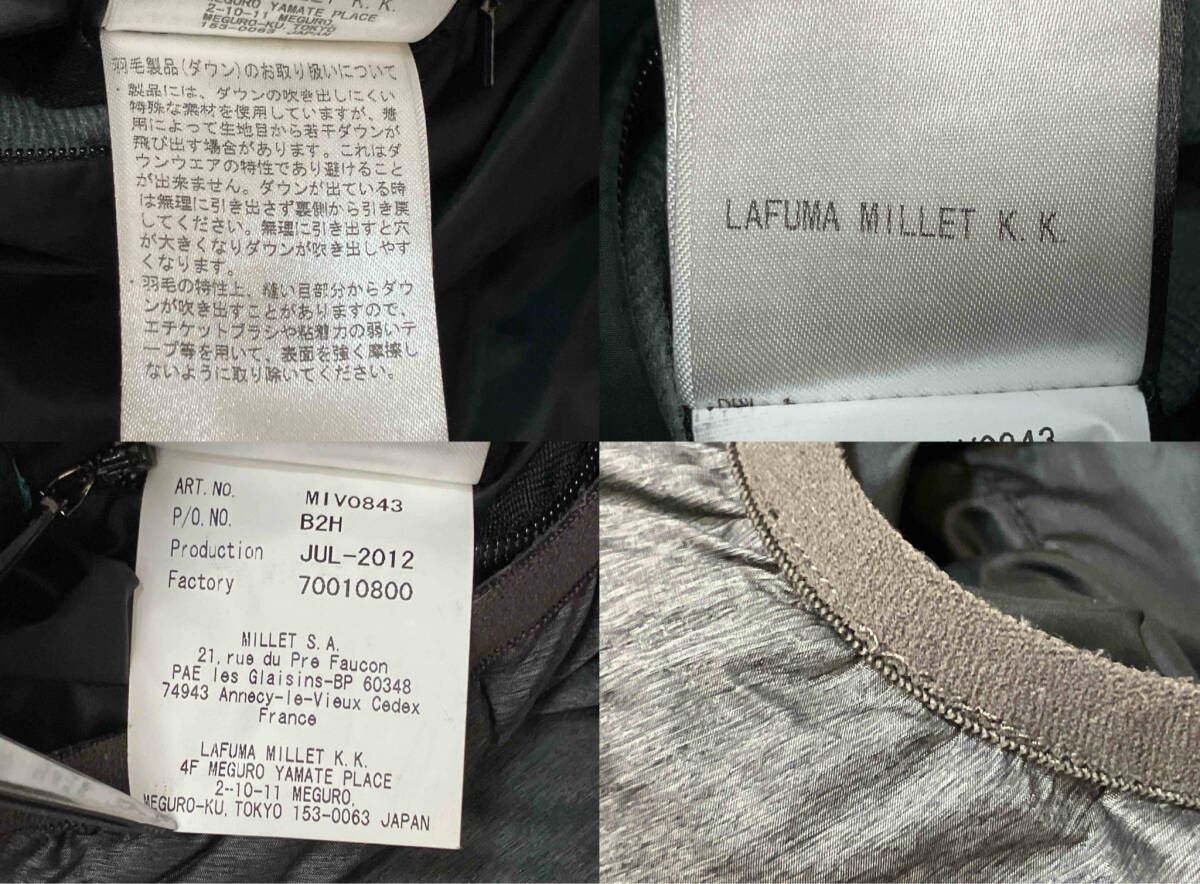 MEGURO YAMATE PLACE
2-10-11 MEGURO,
MEGURO-KU, TOKYO
153-0063 JAPAN
羽毛製品(ダウン)のお取り扱いについて
・製品には、ダウンの吹き出しにくい
特殊な素材を使用していますが、着
用によって生地目から若干ダウンが
飛び出す場合があります。これはダ
ウンウエアの特性であり避けること
が出来ません。ダウンが出ている時
は無理に引き出さず裏側から引き戻
してください。無理に引き出すと穴
が大きくなりダウンが吹き出しやす
くなります。
・羽毛の特性上、縫い目部分からダウ
ンが吹き出すことがありますので、
エチケットブラシや粘着力の弱いテ
ープ等を用いて、表面を強く摩擦し
ないように取り除いてください。
LAFUMA MILLET K. K.
ART. NO. MIV0843
P/O. NO. B2H
Production JUL-2012
Factory 70010800
MILLET S. A.
21, rue du Pre Faucon
PAE les Glaisins-BP 60348
74943 Annecy-le-Vieux Cedex
France
LAFUMA MILLET K. K.
4F MEGURO YAMATE PLACE
2-10-11 MEGURO,
MEGURO-KU, TOKYO 153-0063 JAPAN